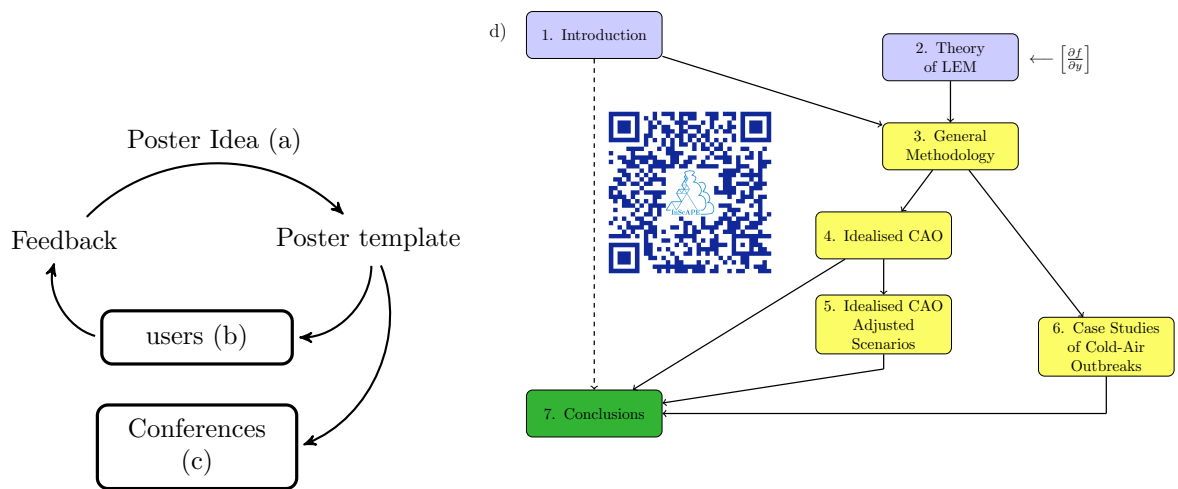 Poster Idea (a)
Feedback
Poster template
users (b)
Conferences
(c)
d)
1. Introduction
2. Theory
of LEM
⟵ [∂f/∂y]
3. General
Methodology
InScAPE
4. Idealised CAO
5. Idealised CAO
Adjusted
Scenarios
6. Case Studies
of Cold-Air
Outbreaks
7. Conclusions